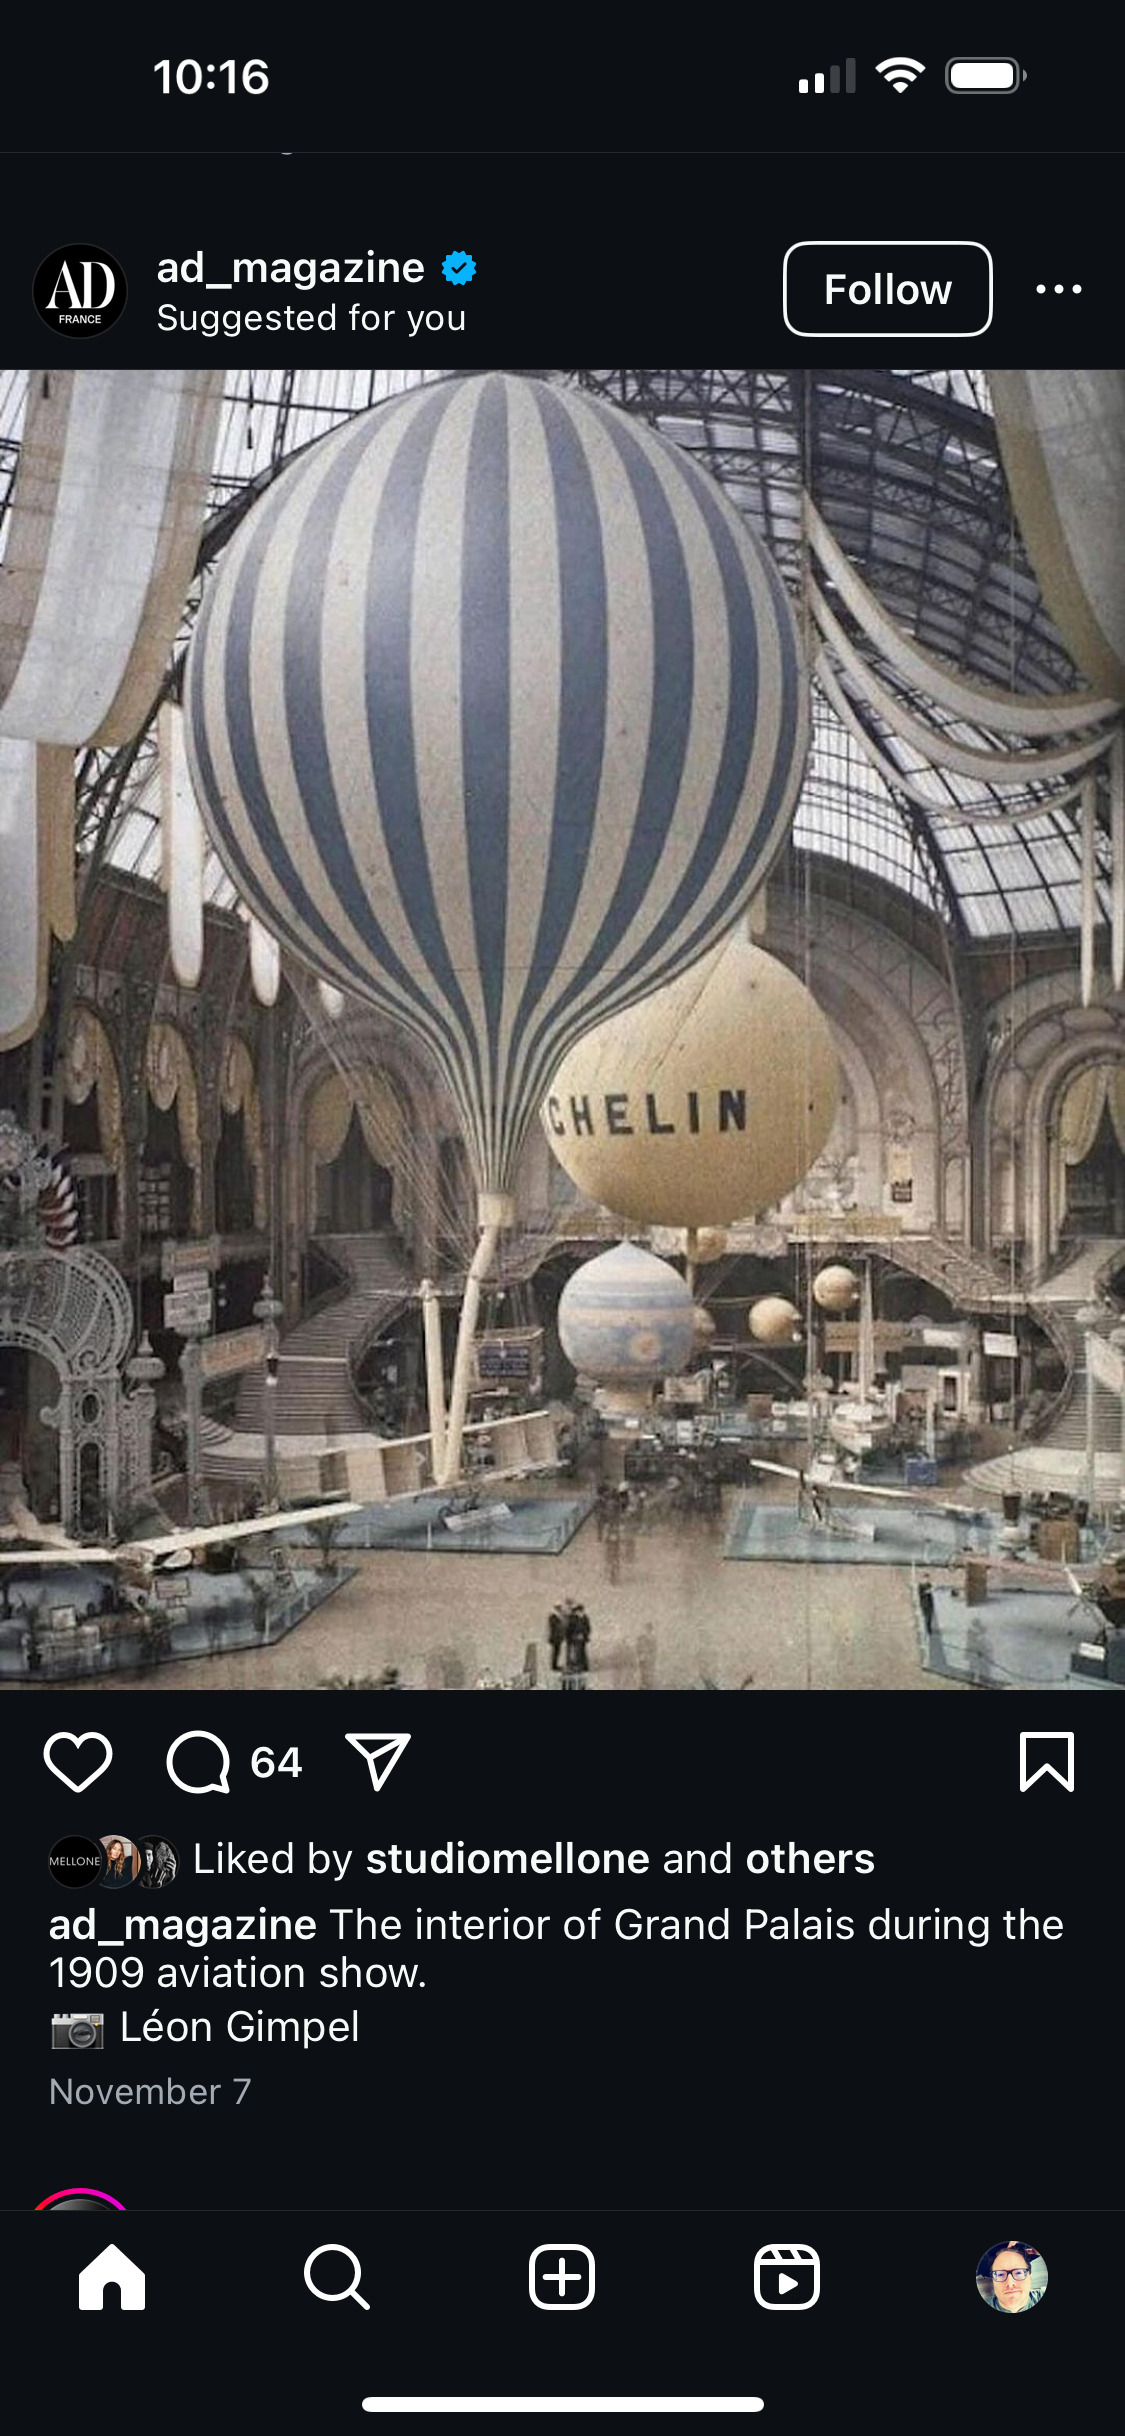 10:16
AD
FRANCE
ad_magazine
Suggested for you
Follow
CHELIN
64
MELLONE
Liked by studiomellone and others
ad_magazine The interior of Grand Palais during the
1909 aviation show.
Léon Gimpel
November 7